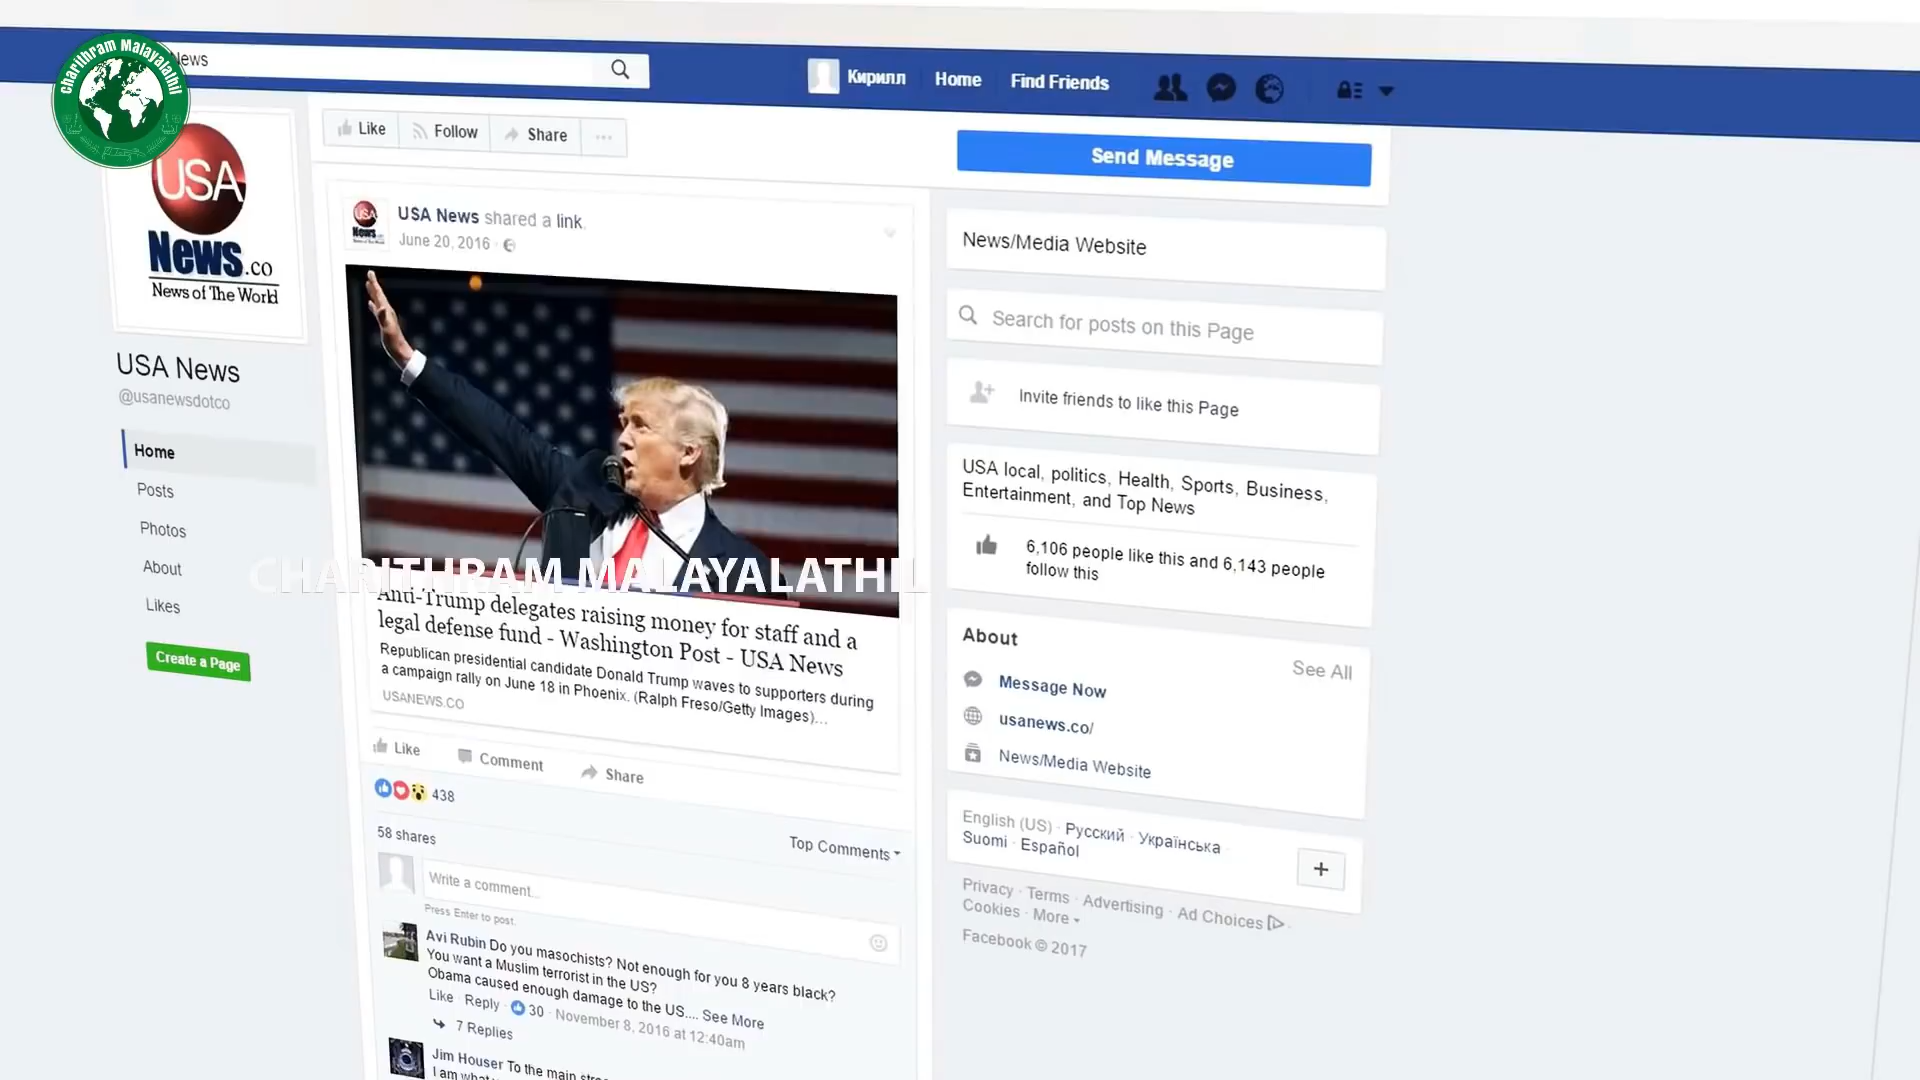 Charithram Malayalathil
News
Кирилл
Home
Find Friends
Like
Follow
Share
Send Message
USA
News.co
News of The World
USA News
@usanewsdotco
Home
Posts
Photos
About
Likes
Create a Page
USA News shared a link.
June 20, 2016
CHARITHRAM MALAYALATHIL
Anti-Trump delegates raising money for staff and a
legal defense fund - Washington Post - USA News
Republican presidential candidate Donald Trump waves to supporters during
a campaign rally on June 18 in Phoenix. (Ralph Freso/Getty Images)...
USANEWS.CO
Like
Comment
Share
438
58 shares
Top Comments
Write a comment...
Press Enter to post.
Avi Rubin Do you masochists? Not enough for you 8 years black?
You want a Muslim terrorist in the US?
Obama caused enough damage to the US.... See More
Like · Reply · 30 · November 8, 2016 at 12:40am
7 Replies
Jim Houser To the main
I am
News/Media Website
Search for posts on this Page
Invite friends to like this Page
USA local, politics, Health, Sports, Business,
Entertainment, and Top News
6,106 people like this and 6,143 people
follow this
About
See All
Message Now
usanews.co/
News/Media Website
English (US) · Русский · Українська ·
Suomi · Español
+
Privacy · Terms · Advertising · Ad Choices ·
Cookies · More
Facebook © 2017